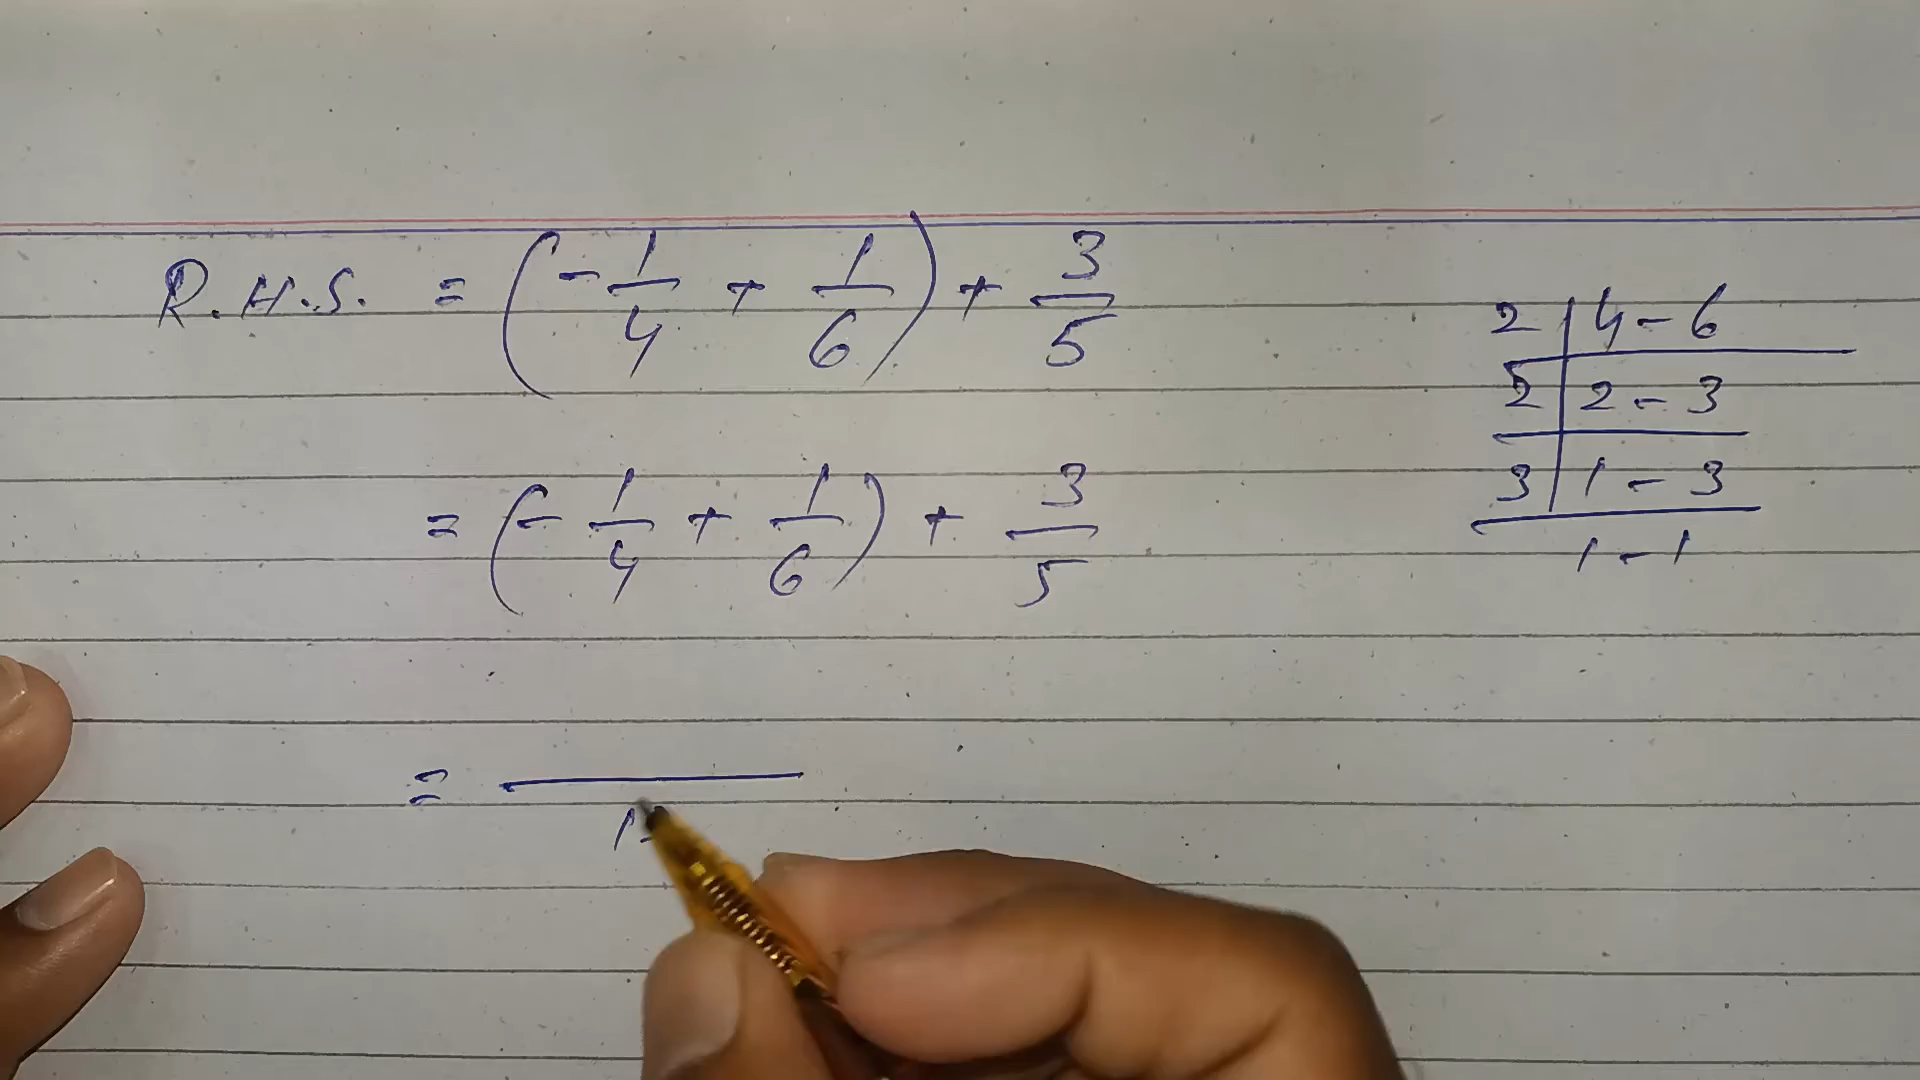 R.H.S. = (-1/4 + 1/6) + 3/5
= (-1/4 + 1/6) + 3/5
=
2 | 4 - 6
2 | 2 - 3
3 | 1 - 3
1 - 1